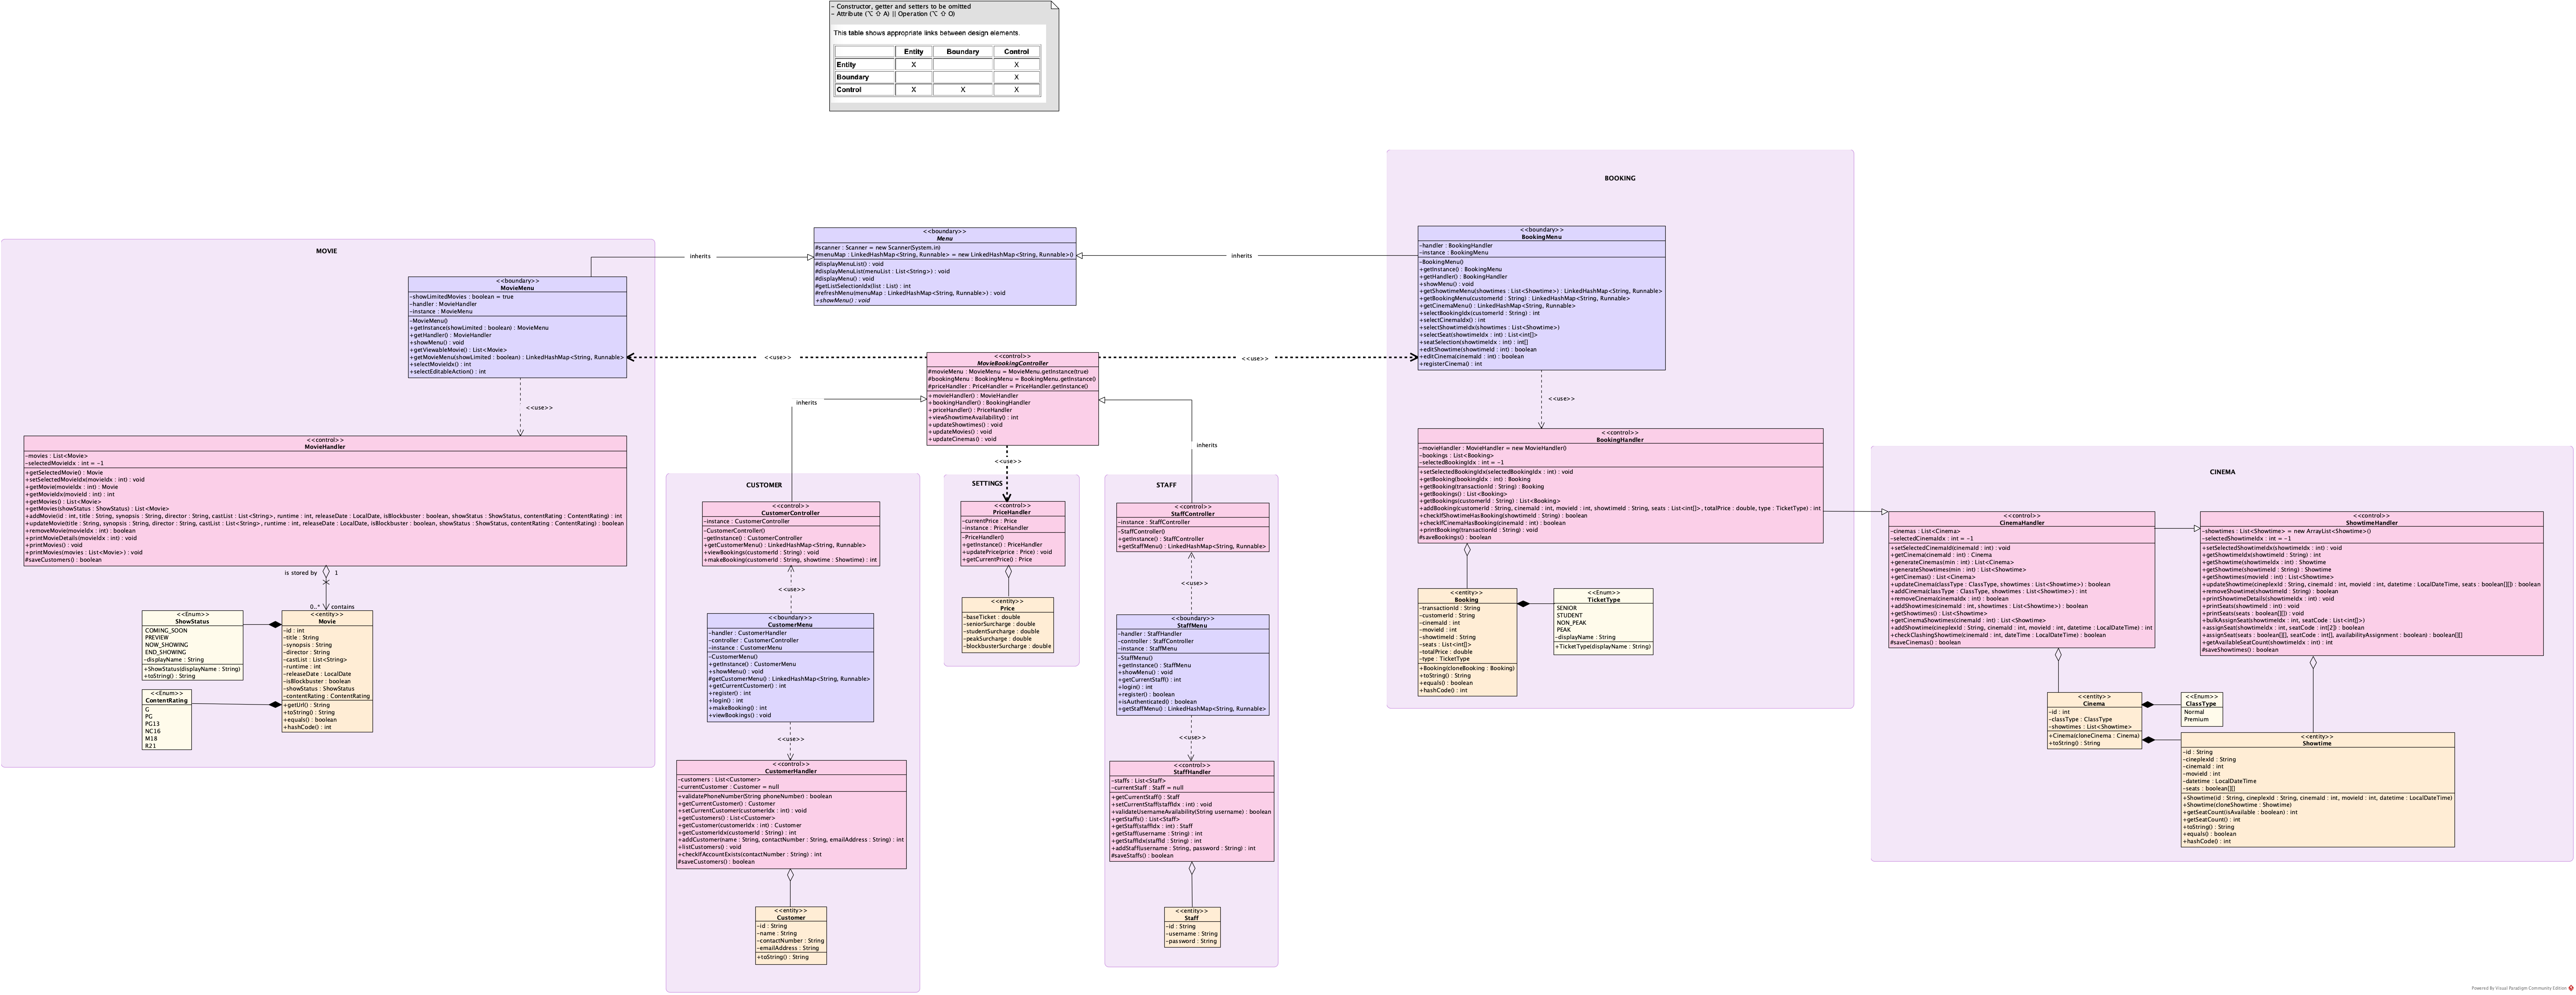 - Constructor, getter and setters to be omitted
- Attribute (⌥ ⇧ A) || Operation (⌥ ⇧ O)
This table shows appropriate links between design elements.
Entity Boundary Control
Entity X X
Boundary X
Control X X X
MOVIE
<<boundary>>
MovieMenu
-showLimitedMovies : boolean = true
-handler : MovieHandler
-instance : MovieMenu
-MovieMenu()
+getInstance(showLimited : boolean) : MovieMenu
+getHandler() : MovieHandler
+showMenu() : void
+getViewableMovie() : List<Movie>
+getMovieMenu(showLimited : boolean) : LinkedHashMap<String, Runnable>
+selectMovieIdx() : int
+selectEditableAction() : int
<<use>>
<<control>>
MovieHandler
-movies : List<Movie>
-selectedMovieIdx : int = -1
+getSelectedMovie() : Movie
+setSelectedMovieIdx(movieIdx : int) : void
+getMovie(movieIdx : int) : Movie
+getMovieIdx(movieId : int) : int
+getMovies() : List<Movie>
+getMovies(showStatus : ShowStatus) : List<Movie>
+addMovie(id : int, title : String, synopsis : String, director : String, castList : List<String>, runtime : int, releaseDate : LocalDate, isBlockbuster : boolean, showStatus : ShowStatus, contentRating : ContentRating) : int
+updateMovie(title : String, synopsis : String, director : String, castList : List<String>, runtime : int, releaseDate : LocalDate, isBlockbuster : boolean, showStatus : ShowStatus, contentRating : ContentRating) : boolean
+removeMovie(movieIdx : int) : boolean
+printMovieDetails(movieIdx : int) : void
+printMovies() : void
+printMovies(movies : List<Movie>) : void
#saveCustomers() : boolean
is stored by 1
0..* contains
<<Enum>>
ShowStatus
COMING_SOON
PREVIEW
NOW_SHOWING
END_SHOWING
-displayName : String
+ShowStatus(displayName : String)
+toString() : String
<<Enum>>
ContentRating
G
PG
PG13
NC16
M18
R21
<<entity>>
Movie
-id : int
-title : String
-synopsis : String
-director : String
-castList : List<String>
-runtime : int
-releaseDate : LocalDate
-isBlockbuster : boolean
-showStatus : ShowStatus
-contentRating : ContentRating
+getUrl() : String
+toString() : String
+equals() : boolean
+hashCode() : int
inherits
<<boundary>>
Menu
#scanner : Scanner = new Scanner(System.in)
#menuMap : LinkedHashMap<String, Runnable> = new LinkedHashMap<String, Runnable>()
#displayMenuList() : void
#displayMenuList(menuList : List<String>) : void
#displayMenu() : void
#getListSelectionIdx(list : List) : int
#refreshMenu(menuMap : LinkedHashMap<String, Runnable>) : void
+showMenu() : void
inherits
<<use>>
<<control>>
MovieBookingController
#movieMenu : MovieMenu = MovieMenu.getInstance(true)
#bookingMenu : BookingMenu = BookingMenu.getInstance()
#priceHandler : PriceHandler = PriceHandler.getInstance()
+movieHandler() : MovieHandler
+bookingHandler() : BookingHandler
+priceHandler() : PriceHandler
+viewShowtimeAvailability() : int
+updateShowtimes() : void
+updateMovies() : void
+updateCinemas() : void
<<use>>
inherits
<<use>>
inherits
CUSTOMER
<<control>>
CustomerController
-instance : CustomerController
-CustomerController()
-getInstance() : CustomerController
+getCustomerMenu() : LinkedHashMap<String, Runnable>
+viewBookings(customerId : String) : void
+makeBooking(customerId : String, showtime : Showtime) : int
<<use>>
<<boundary>>
CustomerMenu
-handler : CustomerHandler
-controller : CustomerController
-instance : CustomerMenu
-CustomerMenu()
+getInstance() : CustomerMenu
+showMenu() : void
#getCustomerMenu() : LinkedHashMap<String, Runnable>
+getCurrentCustomer() : int
+register() : int
+login() : int
+makeBooking() : int
+viewBookings() : void
<<use>>
<<control>>
CustomerHandler
-customers : List<Customer>
-currentCustomer : Customer = null
+validatePhoneNumber(String phoneNumber) : boolean
+getCurrentCustomer() : Customer
+setCurrentCustomer(customerIdx : int) : void
+getCustomers() : List<Customer>
+getCustomer(customerIdx : int) : Customer
+getCustomerIdx(customerId : String) : int
+addCustomer(name : String, contactNumber : String, emailAddress : String) : int
+listCustomers() : void
+checkIfAccountExists(contactNumber : String) : int
#saveCustomers() : boolean
<<entity>>
Customer
-id : String
-name : String
-contactNumber : String
-emailAddress : String
+toString() : String
SETTINGS
<<control>>
PriceHandler
-currentPrice : Price
-instance : PriceHandler
-PriceHandler()
+getInstance() : PriceHandler
+updatePrice(price : Price) : void
+getCurrentPrice() : Price
<<entity>>
Price
-baseTicket : double
-seniorSurcharge : double
-studentSurcharge : double
-peakSurcharge : double
-blockbusterSurcharge : double
STAFF
<<control>>
StaffController
-instance : StaffController
-StaffController()
+getInstance() : StaffController
+getStaffMenu() : LinkedHashMap<String, Runnable>
<<use>>
<<boundary>>
StaffMenu
-handler : StaffHandler
-controller : StaffController
-instance : StaffMenu
-StaffMenu()
+getInstance() : StaffMenu
+showMenu() : void
+getCurrentStaff() : int
+login() : int
+register() : boolean
+isAuthenticated() : boolean
+getStaffMenu() : LinkedHashMap<String, Runnable>
<<use>>
<<control>>
StaffHandler
-staffs : List<Staff>
-currentStaff : Staff = null
+getCurrentStaff() : Staff
+setCurrentStaff(staffIdx : int) : void
+validateUsernameAvailability(String username) : boolean
+getStaffs() : List<Staff>
+getStaff(staffIdx : int) : Staff
+getStaff(username : String) : int
+getStaffIdx(staffId : String) : int
+addStaff(username : String, password : String) : int
#saveStaffs() : boolean
<<entity>>
Staff
-id : String
-username : String
-password : String
BOOKING
<<boundary>>
BookingMenu
-handler : BookingHandler
-instance : BookingMenu
-BookingMenu()
+getInstance() : BookingMenu
+getHandler() : BookingHandler
+showMenu() : void
+getShowtimeMenu(showtimes : List<Showtime>) : LinkedHashMap<String, Runnable>
+getBookingMenu(customerId : String) : LinkedHashMap<String, Runnable>
+getCinemaMenu() : LinkedHashMap<String, Runnable>
+selectBookingIdx(customerId : String) : int
+selectCinemaIdx() : int
+selectShowtimeIdx(showtimes : List<Showtime>)
+selectSeat(showtimeIdx : int) : List<int[]>
+seatSelection(showtimeIdx : int) : int[]
+editShowtime(showtimeId : int) : boolean
+editCinema(cinemaId : int) : boolean
+registerCinema() : int
<<use>>
<<control>>
BookingHandler
-movieHandler : MovieHandler = new MovieHandler()
-bookings : List<Booking>
-selectedBookingIdx : int = -1
+setSelectedBookingIdx(selectedBookingIdx : int) : void
+getBooking(bookingIdx : int) : Booking
+getBooking(transactionId : String) : Booking
+getBookings() : List<Booking>
+getBookings(customerId : String) : List<Booking>
+addBooking(customerId : String, cinemaId : int, movieId : int, showtimeId : String, seats : List<int[]>, totalPrice : double, type : TicketType) : int
+checkIfShowtimeHasBooking(showtimeId : String) : boolean
+checkIfCinemaHasBooking(cinemaId : int) : boolean
+printBooking(transactionId : String) : void
#saveBookings() : boolean
<<entity>>
Booking
-transactionId : String
-customerId : String
-cinemaId : int
-movieId : int
-showtimeId : String
-seats : List<int[]>
-totalPrice : double
-type : TicketType
+Booking(cloneBooking : Booking)
+toString() : String
+equals() : boolean
+hashCode() : int
<<Enum>>
TicketType
SENIOR
STUDENT
NON_PEAK
PEAK
-displayName : String
+TicketType(displayName : String)
CINEMA
<<control>>
CinemaHandler
-cinemas : List<Cinema>
-selectedCinemaIdx : int = -1
+setSelectedCinemaId(cinemaId : int) : void
+getCinema(cinemaId : int) : Cinema
+generateCinemas(min : int) : List<Cinema>
+generateShowtimes(min : int) : List<Showtime>
+getCinemas() : List<Cinema>
+updateCinema(classType : ClassType, showtimes : List<Showtime>) : boolean
+addCinema(classType : ClassType, showtimes : List<Showtime>) : int
+removeCinema(cinemaIdx : int) : boolean
+addShowtimes(cinemaId : int, showtimes : List<Showtime>) : boolean
+getShowtimes() : List<Showtime>
+getCinemaShowtimes(cinemaId : int) : List<Showtime>
+addShowtime(cineplexId : String, cinemaId : int, movieId : int, datetime : LocalDateTime) : int
+checkClashingShowtime(cinemaId : int, dateTime : LocalDateTime) : boolean
#saveCinemas() : boolean
<<control>>
ShowtimeHandler
-showtimes : List<Showtime> = new ArrayList<Showtime>()
-selectedShowtimeIdx : int = -1
+setSelectedShowtimeIdx(showtimeIdx : int) : void
+getShowtimeIdx(showtimeId : String) : int
+getShowtime(showtimeIdx : int) : Showtime
+getShowtime(showtimeId : String) : Showtime
+getShowtimes(movieId : int) : List<Showtime>
+updateShowtime(cineplexId : String, cinemaId : int, movieId : int, datetime : LocalDateTime, seats : boolean[][]) : boolean
+removeShowtime(showtimeId : String) : boolean
+printShowtimeDetails(showtimeIdx : int) : void
+printSeats(showtimeId : int) : void
+printSeats(seats : boolean[][]) : void
+bulkAssignSeat(showtimeIdx : int, seatCode : List<int[]>)
+assignSeat(showtimeIdx : int, seatCode : int[2]) : boolean
+assignSeat(seats : boolean[][], seatCode : int[], availabilityAssignment : boolean) : boolean[][]
+getAvailableSeatCount(showtimeIdx : int) : int
#saveShowtimes() : boolean
<<entity>>
Cinema
-id : int
-classType : ClassType
-showtimes : List<Showtime>
+Cinema(cloneCinema : Cinema)
+toString() : String
<<Enum>>
ClassType
Normal
Premium
<<entity>>
Showtime
-id : String
-cineplexId : String
-cinemaId : int
-movieId : int
-datetime : LocalDateTime
-seats : boolean[][]
+Showtime(id : String, cineplexId : String, cinemaId : int, movieId : int, datetime : LocalDateTime)
+Showtime(cloneShowtime : Showtime)
+getSeatCount(isAvailable : boolean) : int
+getSeatCount() : int
+toString() : String
+equals() : boolean
+hashCode() : int
Powered By Visual Paradigm Community Edition